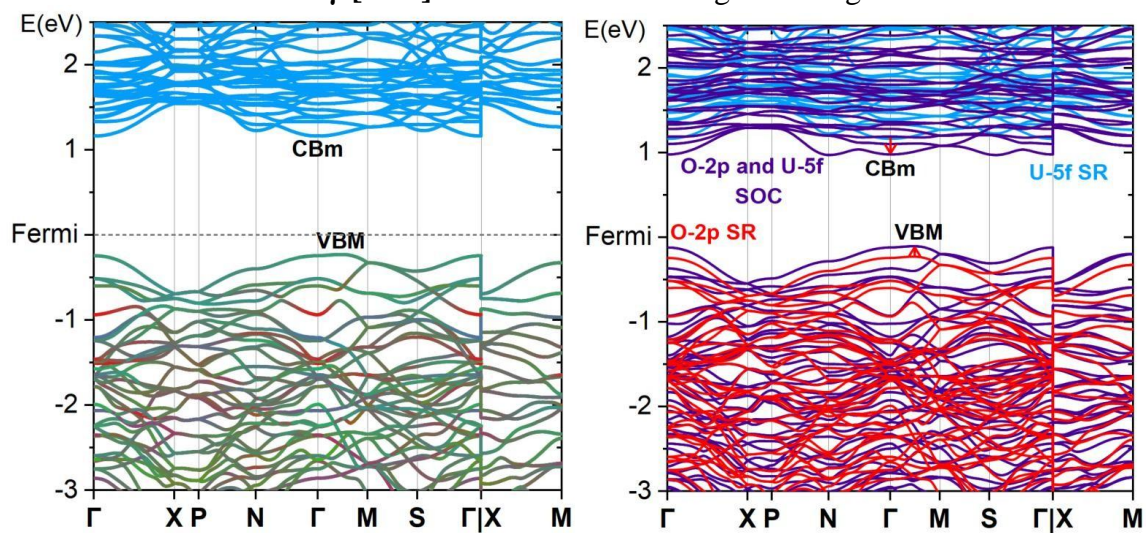 E(eV)
2
1
CBm
Fermi
VBM
-1
-2
-3
Γ X P N Γ M S Γ|X M
E(eV)
2
1
CBm
O-2p and U-5f
SOC
U-5f SR
Fermi
O-2p SR
VBM
-1
-2
-3
Γ X P N Γ M S Γ|X M